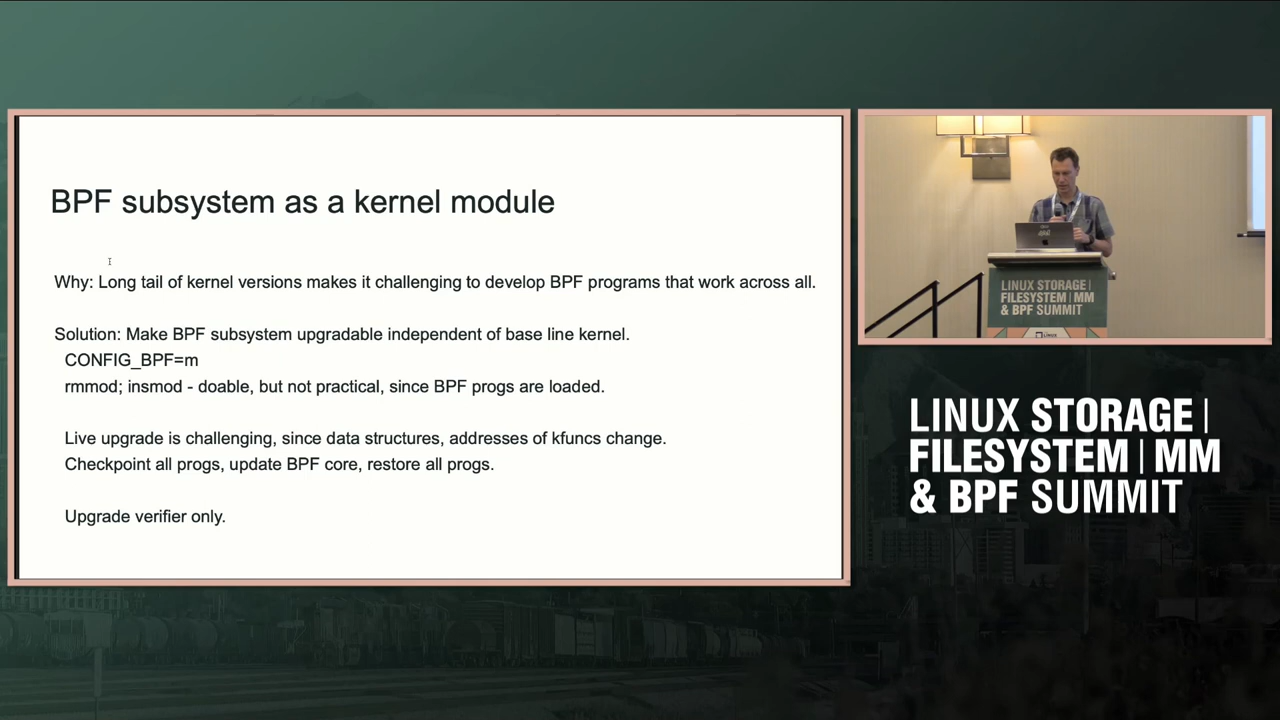 BPF subsystem as a kernel module
Why: Long tail of kernel versions makes it challenging to develop BPF programs that work across all.
Solution: Make BPF subsystem upgradable independent of base line kernel.
CONFIG_BPF=m
rmmod; insmod - doable, but not practical, since BPF progs are loaded.
Live upgrade is challenging, since data structures, addresses of kfuncs change.
Checkpoint all progs, update BPF core, restore all progs.
Upgrade verifier only.
LINUX STORAGE |
FILESYSTEM | MM
& BPF SUMMIT
LINUX STORAGE |
FILESYSTEM | MM
& BPF SUMMIT